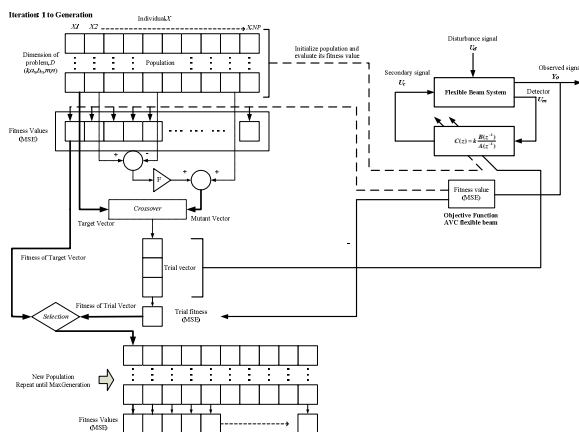 Iteration: 1 to Generation
Individual X
X1 X2 XNP
Dimension of
problem, D
Population
Initialize population and
evaluate its fitness value
Disturbance signal
Ud
Observed signal
Yo
Secondary signal
Uc
Flexible Beam System
Detector
Um
C(z) = k B(z⁻¹) / A(z⁻¹)
Fitness Values
(MSE)
+ -
F
+ +
Fitness value
(MSE)
Objective Function
AVC flexible beam
Crossover
Target Vector
Mutant Vector
-
Fitness of Target Vector
Trial vector
Fitness of Trial Vector
Selection
Trial fitness
(MSE)
New Population
Repeat until MaxGeneration
Fitness Values
(MSE)